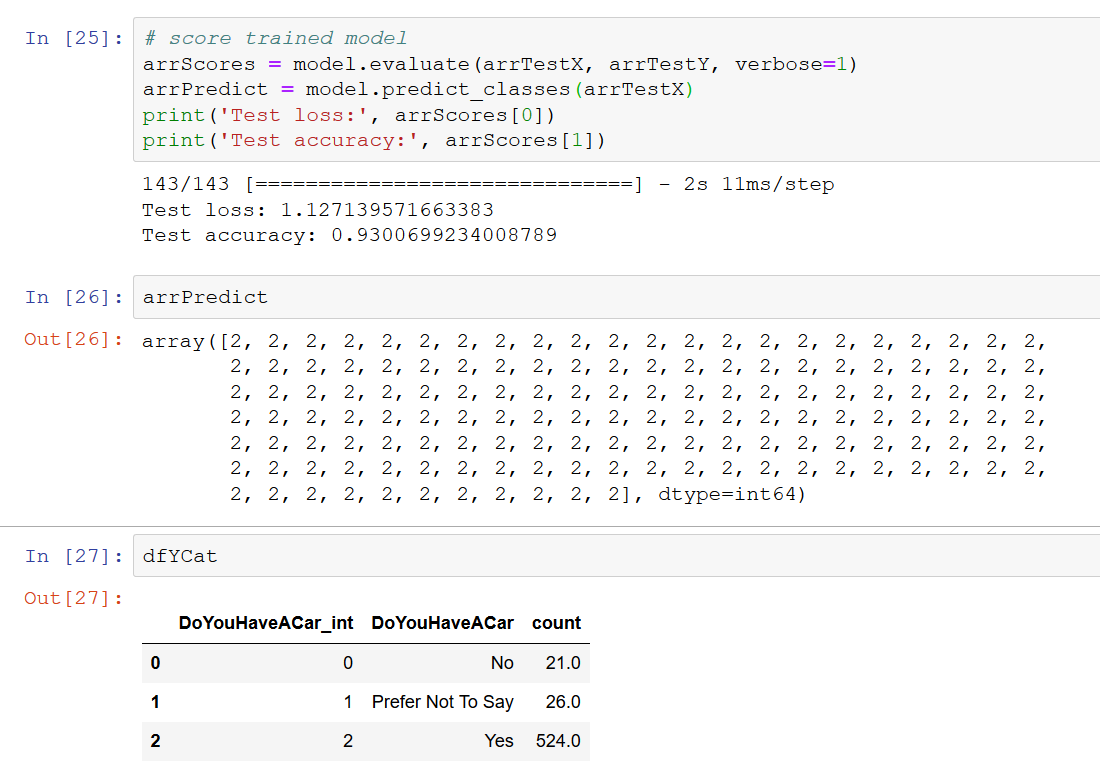 In [25]: # score trained model
arrScores = model.evaluate(arrTestX, arrTestY, verbose=1)
arrPredict = model.predict_classes(arrTestX)
print('Test loss:', arrScores[0])
print('Test accuracy:', arrScores[1])
143/143 [==============================] - 2s 11ms/step
Test loss: 1.127139571663383
Test accuracy: 0.9300699234008789
In [26]: arrPredict
Out[26]: array([2, 2, 2, 2, 2, 2, 2, 2, 2, 2, 2, 2, 2, 2, 2, 2, 2, 2, 2, 2, 2, 2,
2, 2, 2, 2, 2, 2, 2, 2, 2, 2, 2, 2, 2, 2, 2, 2, 2, 2, 2, 2, 2, 2,
2, 2, 2, 2, 2, 2, 2, 2, 2, 2, 2, 2, 2, 2, 2, 2, 2, 2, 2, 2, 2, 2,
2, 2, 2, 2, 2, 2, 2, 2, 2, 2, 2, 2, 2, 2, 2, 2, 2, 2, 2, 2, 2, 2,
2, 2, 2, 2, 2, 2, 2, 2, 2, 2, 2, 2, 2, 2, 2, 2, 2, 2, 2, 2, 2, 2,
2, 2, 2, 2, 2, 2, 2, 2, 2, 2, 2, 2, 2, 2, 2, 2, 2, 2, 2, 2, 2, 2,
2, 2, 2, 2, 2, 2, 2, 2, 2, 2, 2], dtype=int64)
In [27]: dfYCat
Out[27]:
DoYouHaveACar_int DoYouHaveACar count
0 0 No 21.0
1 1 Prefer Not To Say 26.0
2 2 Yes 524.0